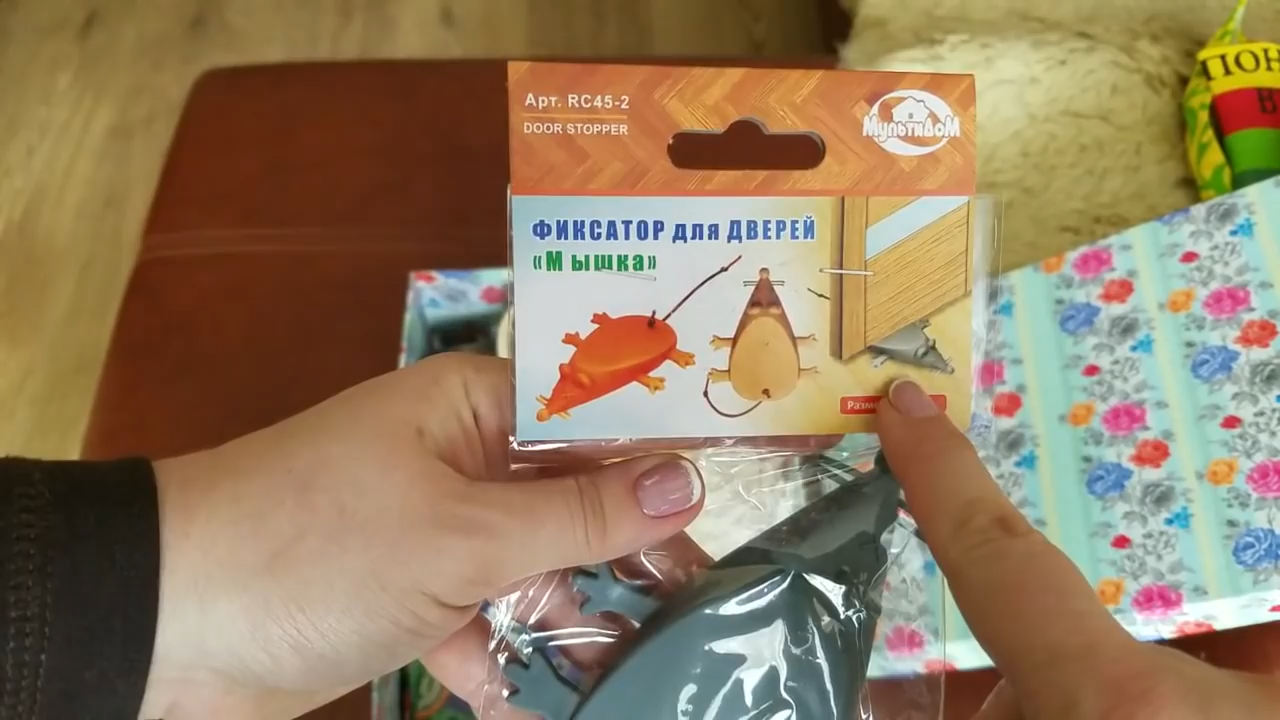 Арт. RC45-2
DOOR STOPPER
МультиДоМ
ФИКСАТОР для ДВЕРЕЙ
«Мышка»